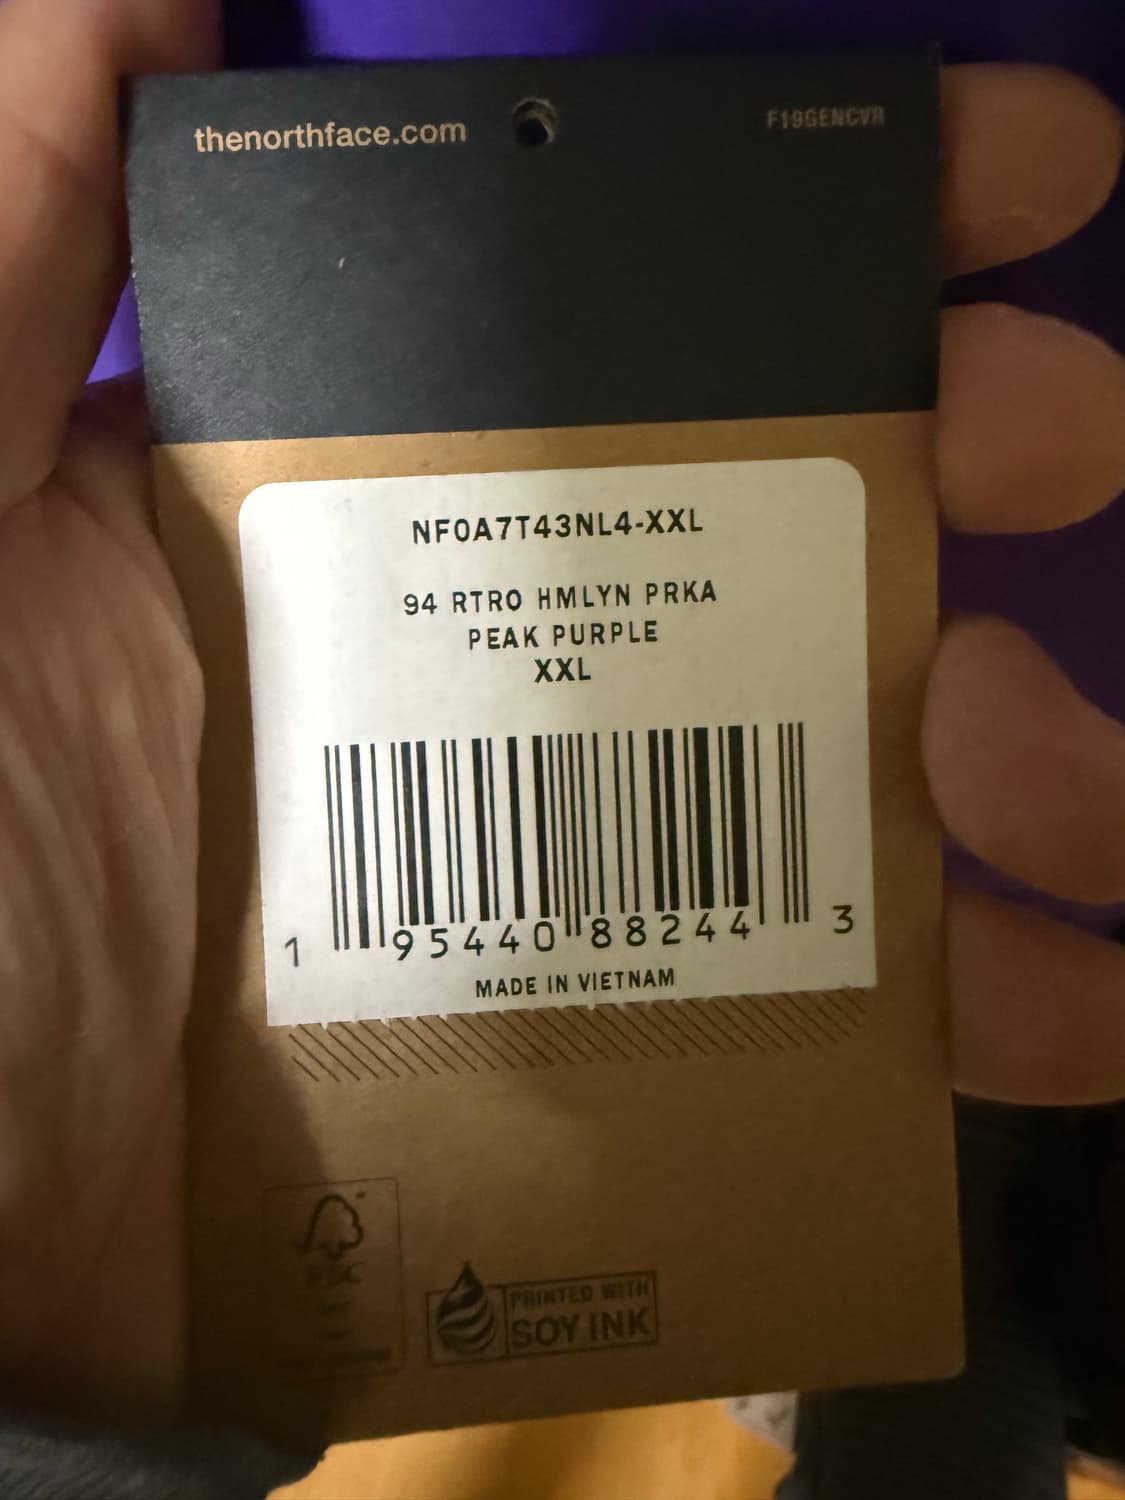 thenorthface.com
F19GENCVR
NF0A7T43NL4-XXL
94 RTRO HMLYN PRKA
PEAK PURPLE
XXL
1 95440 88244 3
MADE IN VIETNAM
FSC
PRINTED WITH
SOY INK